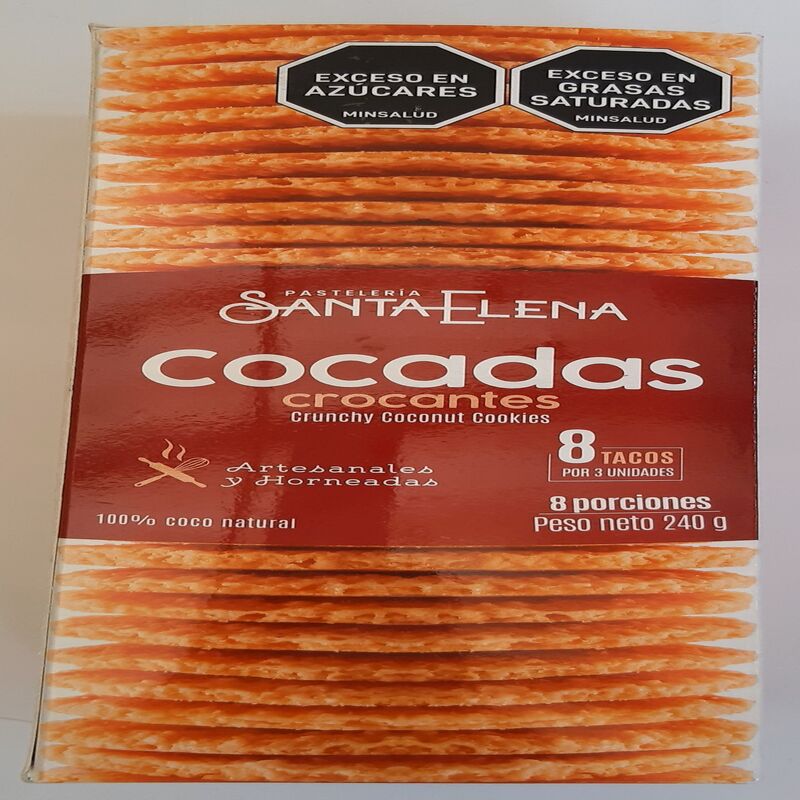 EXCESO EN
AZÚCARES
MINSALUD
EXCESO EN
GRASAS
SATURADAS
MINSALUD
PASTELERÍA
SANTA ELENA
cocadas
crocantes
Crunchy Coconut Cookies
Artesanales
y Horneadas
8 TACOS
POR 3 UNIDADES
100% coco natural
8 porciones
Peso neto 240 g